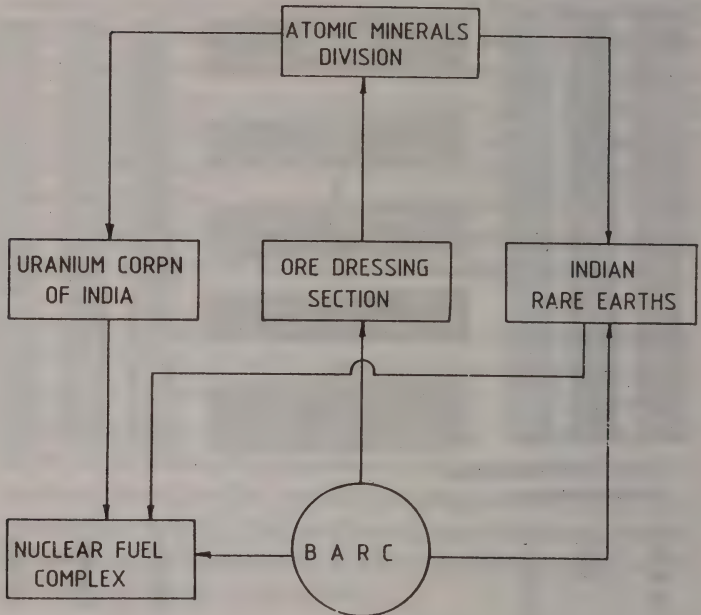 ATOMIC MINERALS
DIVISION
URANIUM CORPN
OF INDIA
ORE DRESSING
SECTION
INDIAN
RARE EARTHS
NUCLEAR FUEL
COMPLEX
B A R C